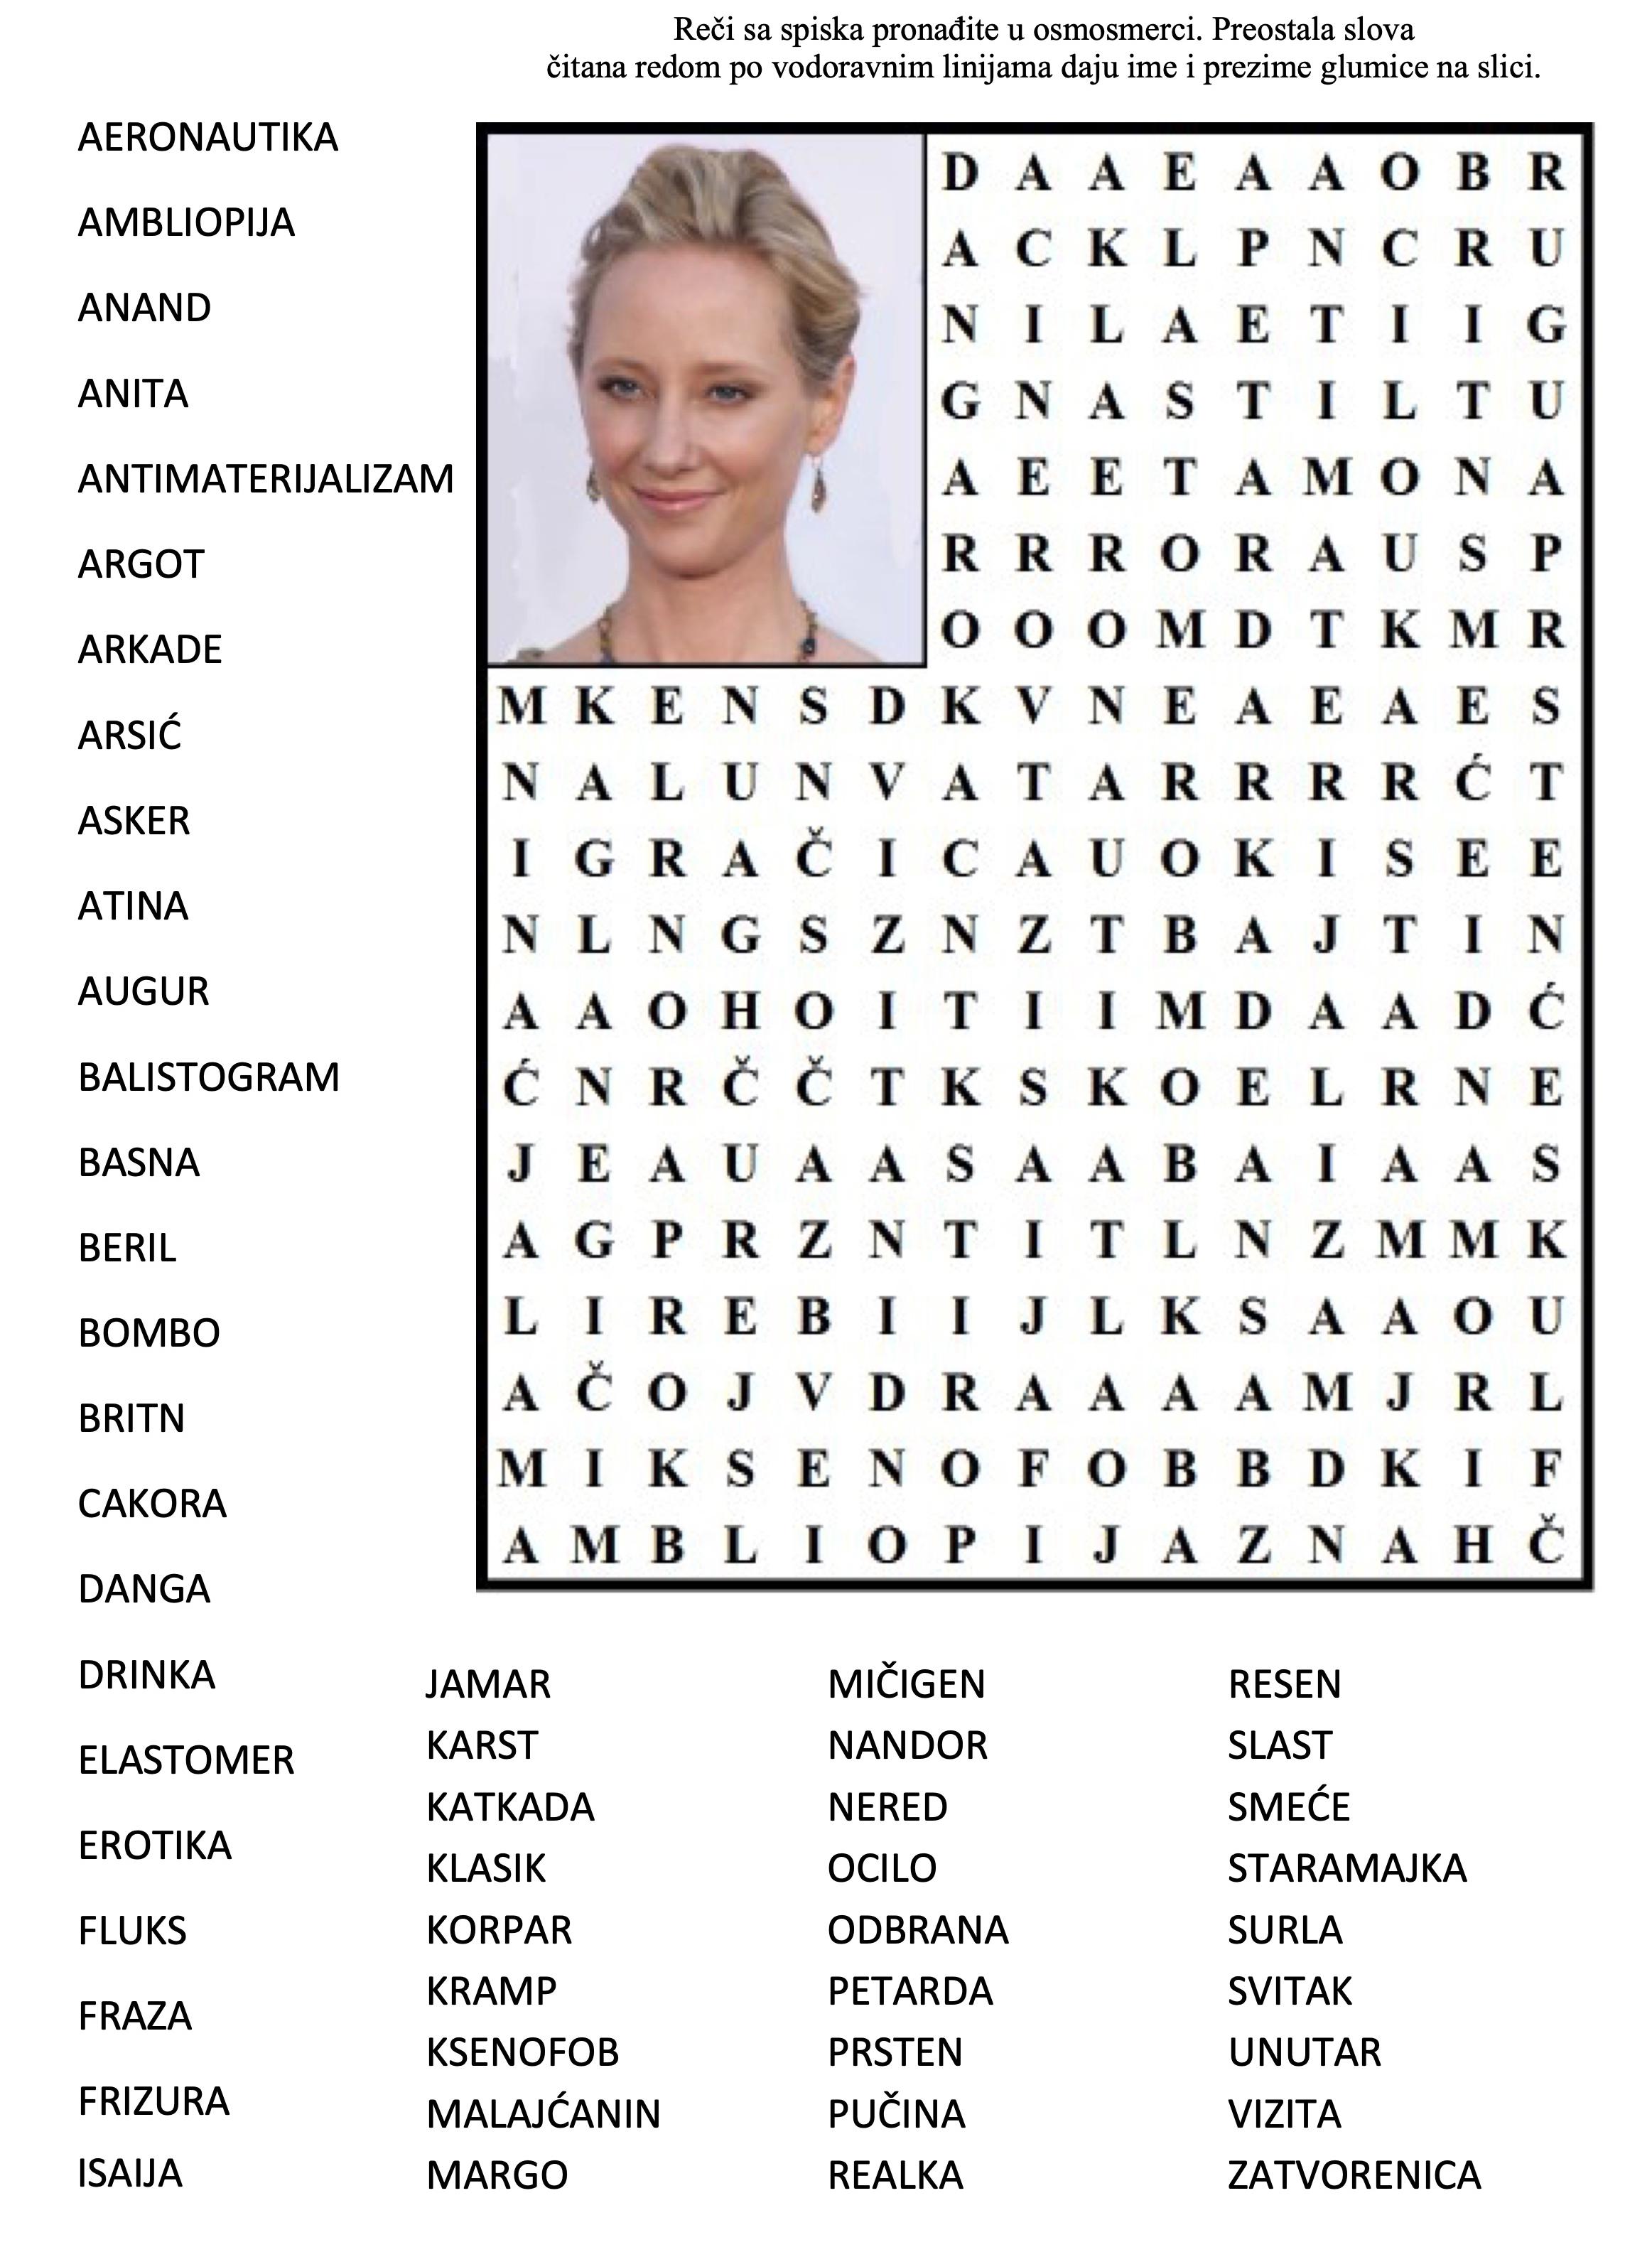 Reči sa spiska pronađite u osmosmerci. Preostala slova
čitana redom po vodoravnim linijama daju ime i prezime glumice na slici.
AERONAUTIKA
AMBLIOPIJA
ANAND
ANITA
ANTIMATERIJALIZAM
ARGOT
ARKADE
ARSIĆ
ASKER
ATINA
AUGUR
BALISTOGRAM
BASNA
BERIL
BOMBO
BRITN
CAKORA
DANGA
DRINKA
ELASTOMER
EROTIKA
FLUKS
FRAZA
FRIZURA
ISAIJA
D A A E A A O B R
A C K L P N C R U
N I L A E T I I G
G N A S T I L T U
A E E T A M O N A
R R R O R A U S P
O O O M D T K M R
M K E N S D K V N E A E A E S
N A L U N V A T A R R R R Ć T
I G R A Č I C A U O K I S E E
N L N G S Z N Z T B A J T I N
A A O H O I T I I M D A A D Ć
Ć N R Č Č T K S K O E L R N E
J E A U A A S A A B A I A A S
A G P R Z N T I T L N Z M M K
L I R E B I I J L K S A A O U
A Č O J V D R A A A A M J R L
M I K S E N O F O B B D K I F
A M B L I O P I J A Z N A H Č
JAMAR
KARST
KATKADA
KLASIK
KORPAR
KRAMP
KSENOFOB
MALAJĆANIN
MARGO
MIČIGEN
NANDOR
NERED
OCILO
ODBRANA
PETARDA
PRSTEN
PUČINA
REALKA
RESEN
SLAST
SMEĆE
STARAMAJKA
SURLA
SVITAK
UNUTAR
VIZITA
ZATVORENICA